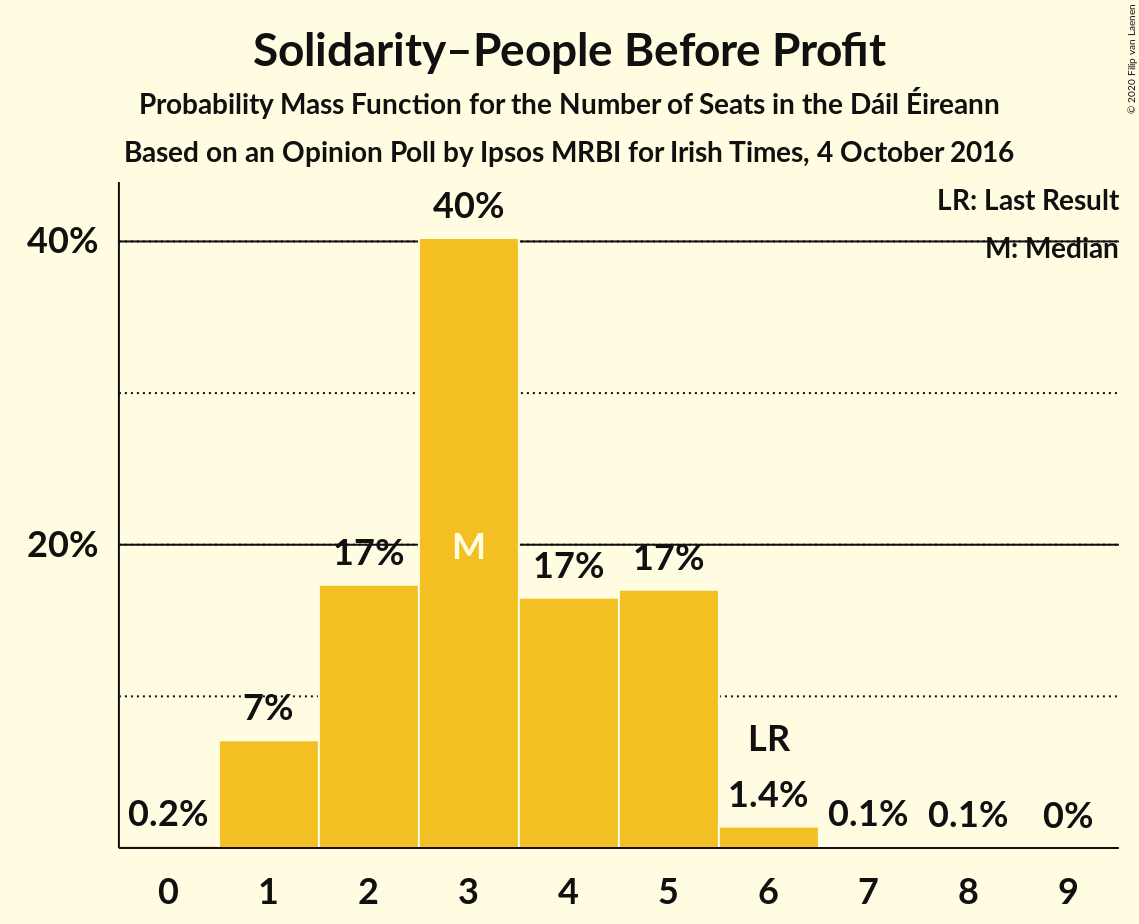 Solidarity–People Before Profit
Probability Mass Function for the Number of Seats in the Dáil Éireann
Based on an Opinion Poll by Ipsos MRBI for Irish Times, 4 October 2016
© 2020 Filip van Laenen
LR: Last Result
M: Median
40%
20%
0.2%
7%
17%
40%
M
17%
17%
LR
1.4%
0.1%
0.1%
0%
0 1 2 3 4 5 6 7 8 9